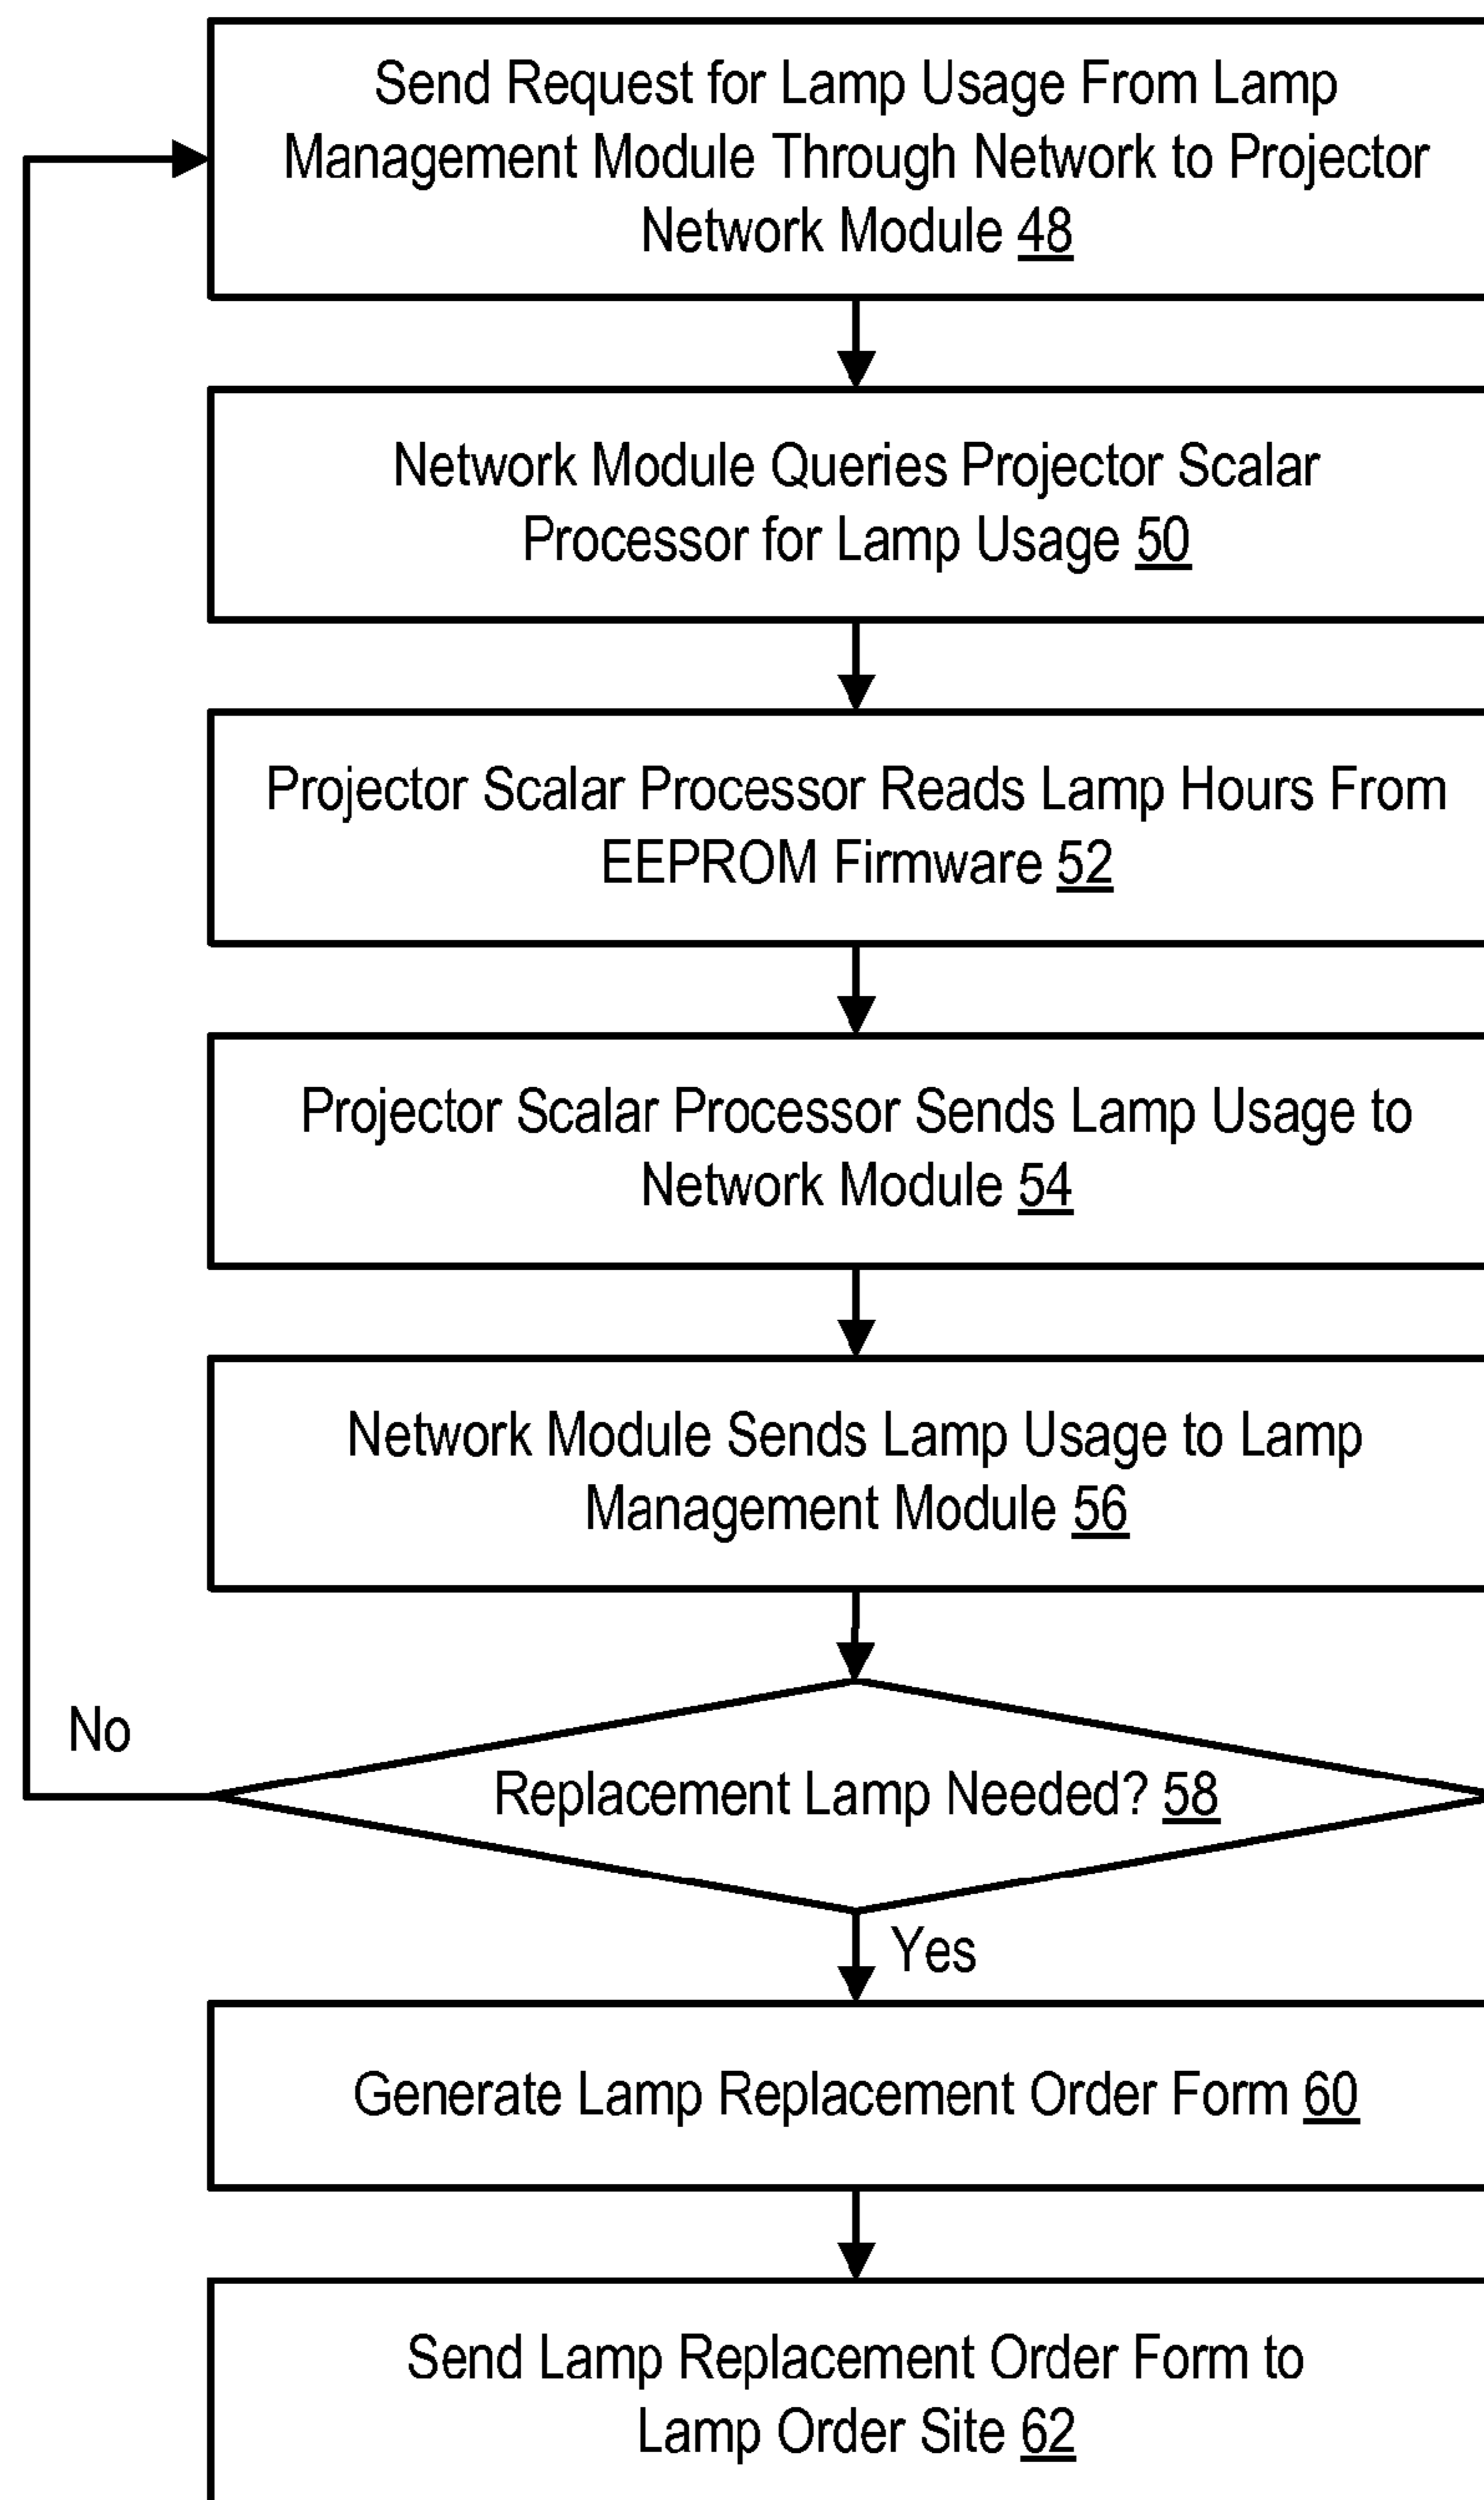 Send Request for Lamp Usage From Lamp
Management Module Through Network to Projector
Network Module 48
Network Module Queries Projector Scalar
Processor for Lamp Usage 50
Projector Scalar Processor Reads Lamp Hours From
EEPROM Firmware 52
Projector Scalar Processor Sends Lamp Usage to
Network Module 54
Network Module Sends Lamp Usage to Lamp
Management Module 56
No
Replacement Lamp Needed? 58
Yes
Generate Lamp Replacement Order Form 60
Send Lamp Replacement Order Form to
Lamp Order Site 62